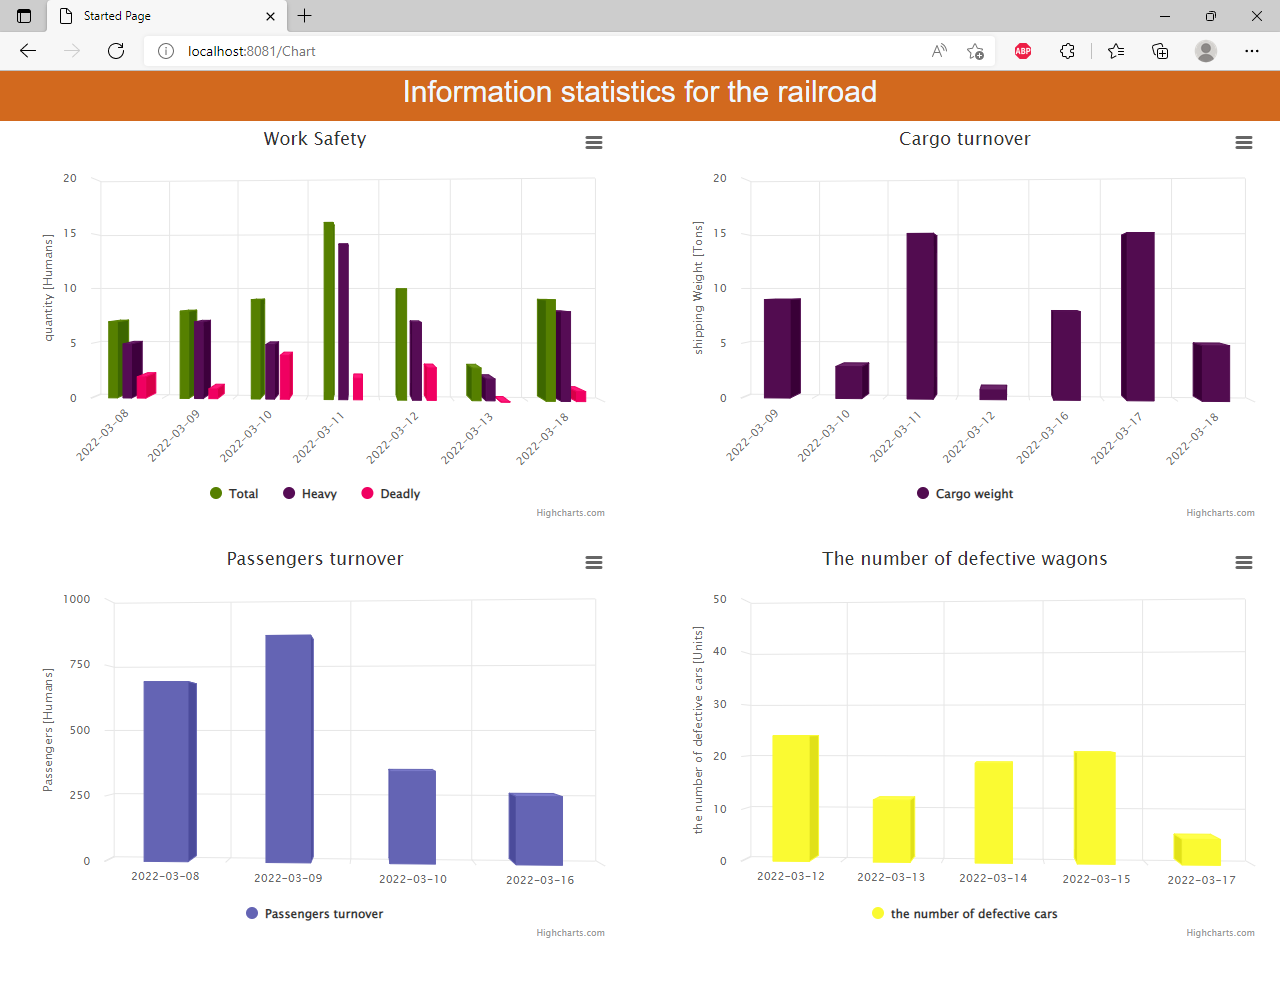 Started Page
localhost:8081/Chart
ABP
Information statistics for the railroad
Work Safety
quantity [Humans]
20
15
10
5
0
2022-03-08
2022-03-09
2022-03-10
2022-03-11
2022-03-12
2022-03-13
2022-03-18
Total Heavy Deadly
Highcharts.com
Cargo turnover
shipping Weight [Tons]
20
15
10
5
0
2022-03-09
2022-03-10
2022-03-11
2022-03-12
2022-03-16
2022-03-17
2022-03-18
Cargo weight
Highcharts.com
Passengers turnover
Passengers [Humans]
1000
750
500
250
0
2022-03-08
2022-03-09
2022-03-10
2022-03-16
Passengers turnover
Highcharts.com
The number of defective wagons
the number of defective cars [Units]
50
40
30
20
10
0
2022-03-12
2022-03-13
2022-03-14
2022-03-15
2022-03-17
the number of defective cars
Highcharts.com